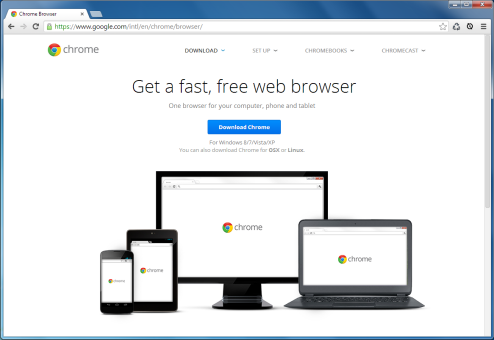 Chrome Browser
https://www.google.com/intl/en/chrome/browser/
chrome
DOWNLOAD SET UP CHROMEBOOKS CHROMECAST
Get a fast, free web browser
One browser for your computer, phone and tablet
Download Chrome
For Windows 8/7/Vista/XP
You can also download Chrome for OSX or Linux.
chrome
chrome
chrome
chrome